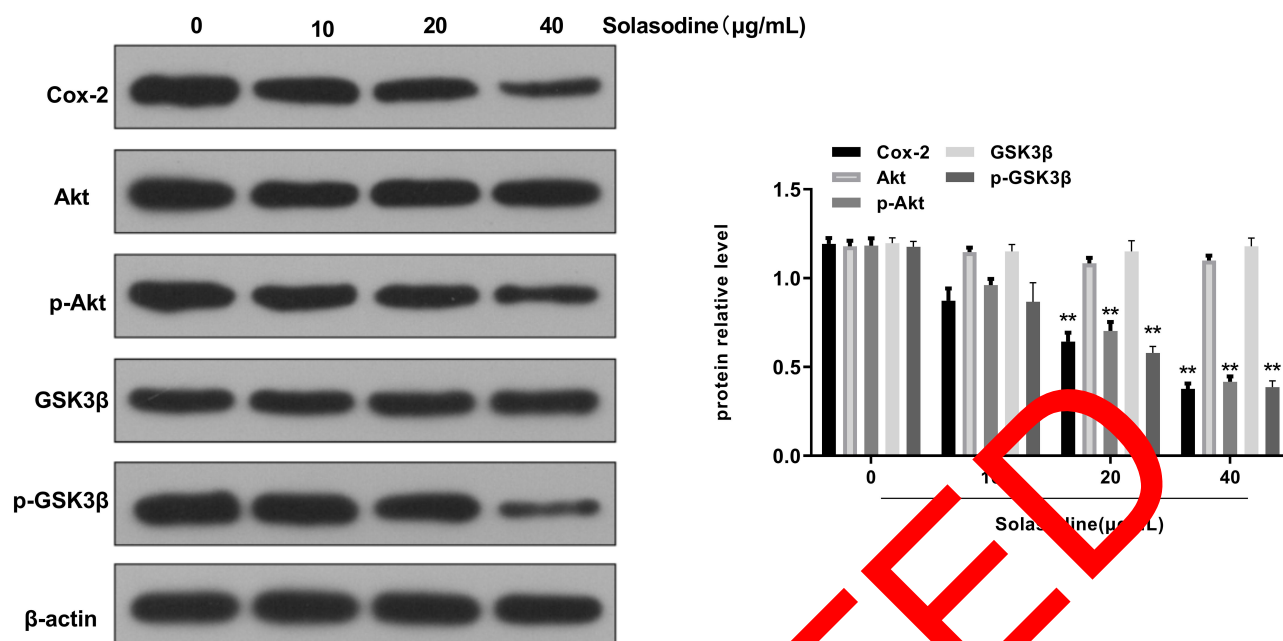 0 10 20 40 Solasodine（μg/mL)
Cox-2
Akt
p-Akt
GSK3β
p-GSK3β
β-actin
Cox-2 GSK3β
Akt p-GSK3β
p-Akt
protein relative level
1.5
1.0
0.5
0.0
** ** **
** ** **
0 20 40
ED